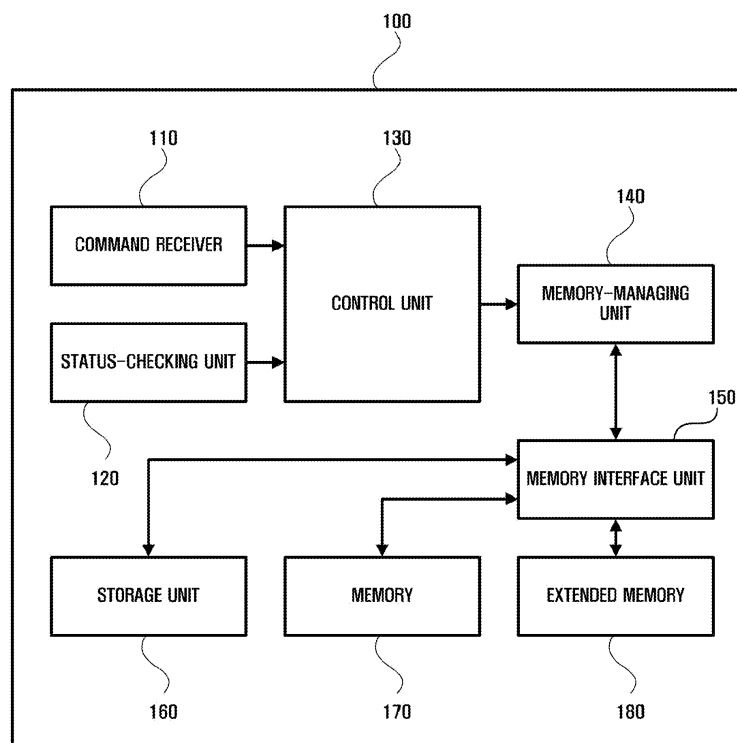 100
110
130
140
COMMAND RECEIVER
CONTROL UNIT
MEMORY-MANAGING
UNIT
STATUS-CHECKING UNIT
150
120
MEMORY INTERFACE UNIT
STORAGE UNIT
MEMORY
EXTENDED MEMORY
160
170
180